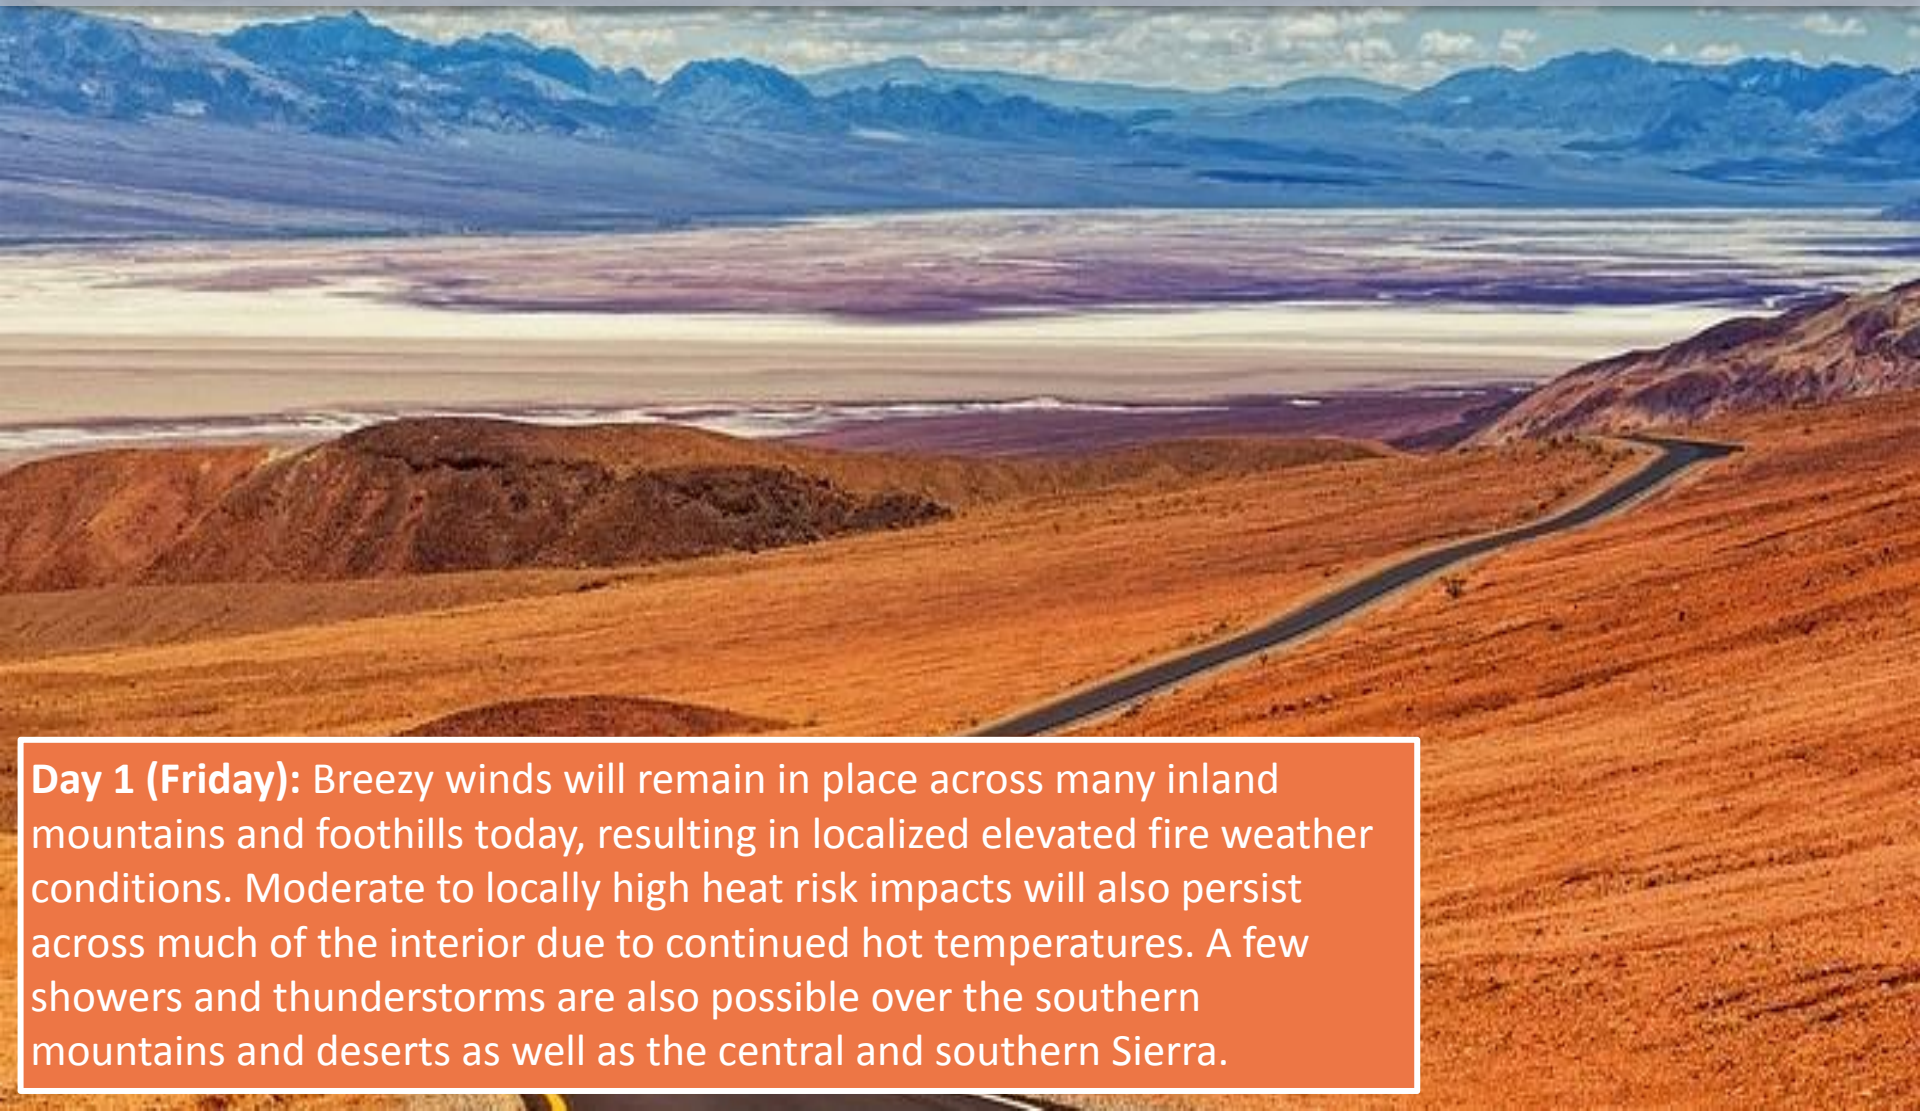 Day 1 (Friday): Breezy winds will remain in place across many inland
mountains and foothills today, resulting in localized elevated fire weather
conditions. Moderate to locally high heat risk impacts will also persist
across much of the interior due to continued hot temperatures. A few
showers and thunderstorms are also possible over the southern
mountains and deserts as well as the central and southern Sierra.